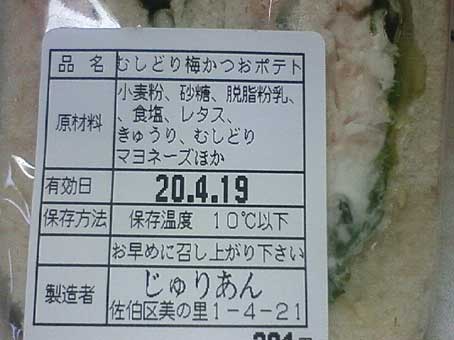 品名 むしどり梅かつおポテト
原材料 小麦粉、砂糖、脱脂粉乳、
、食塩、レタス、
きゅうり、むしどり
マヨネーズほか
有効日 20.4.19
保存方法 保存温度 10℃以下
お早めに召し上がり下さい
製造者 じゅりあん
佐伯区美の里1-4-21